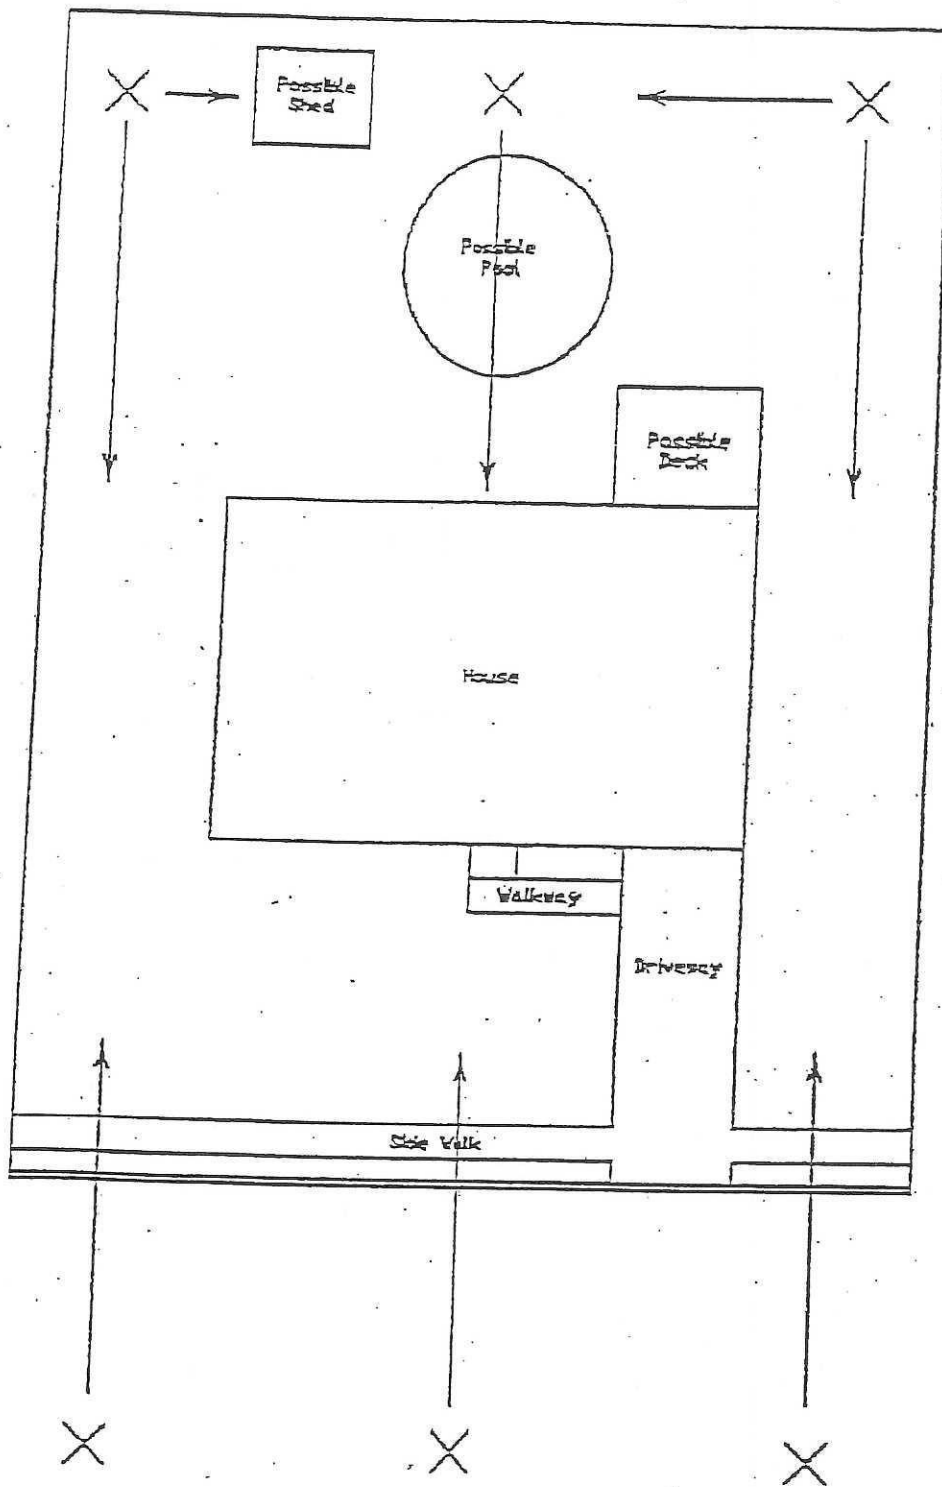 Possible
Shed
Possible
Pool
Possible
Deck
House
Walkway
Driveway
Side Walk